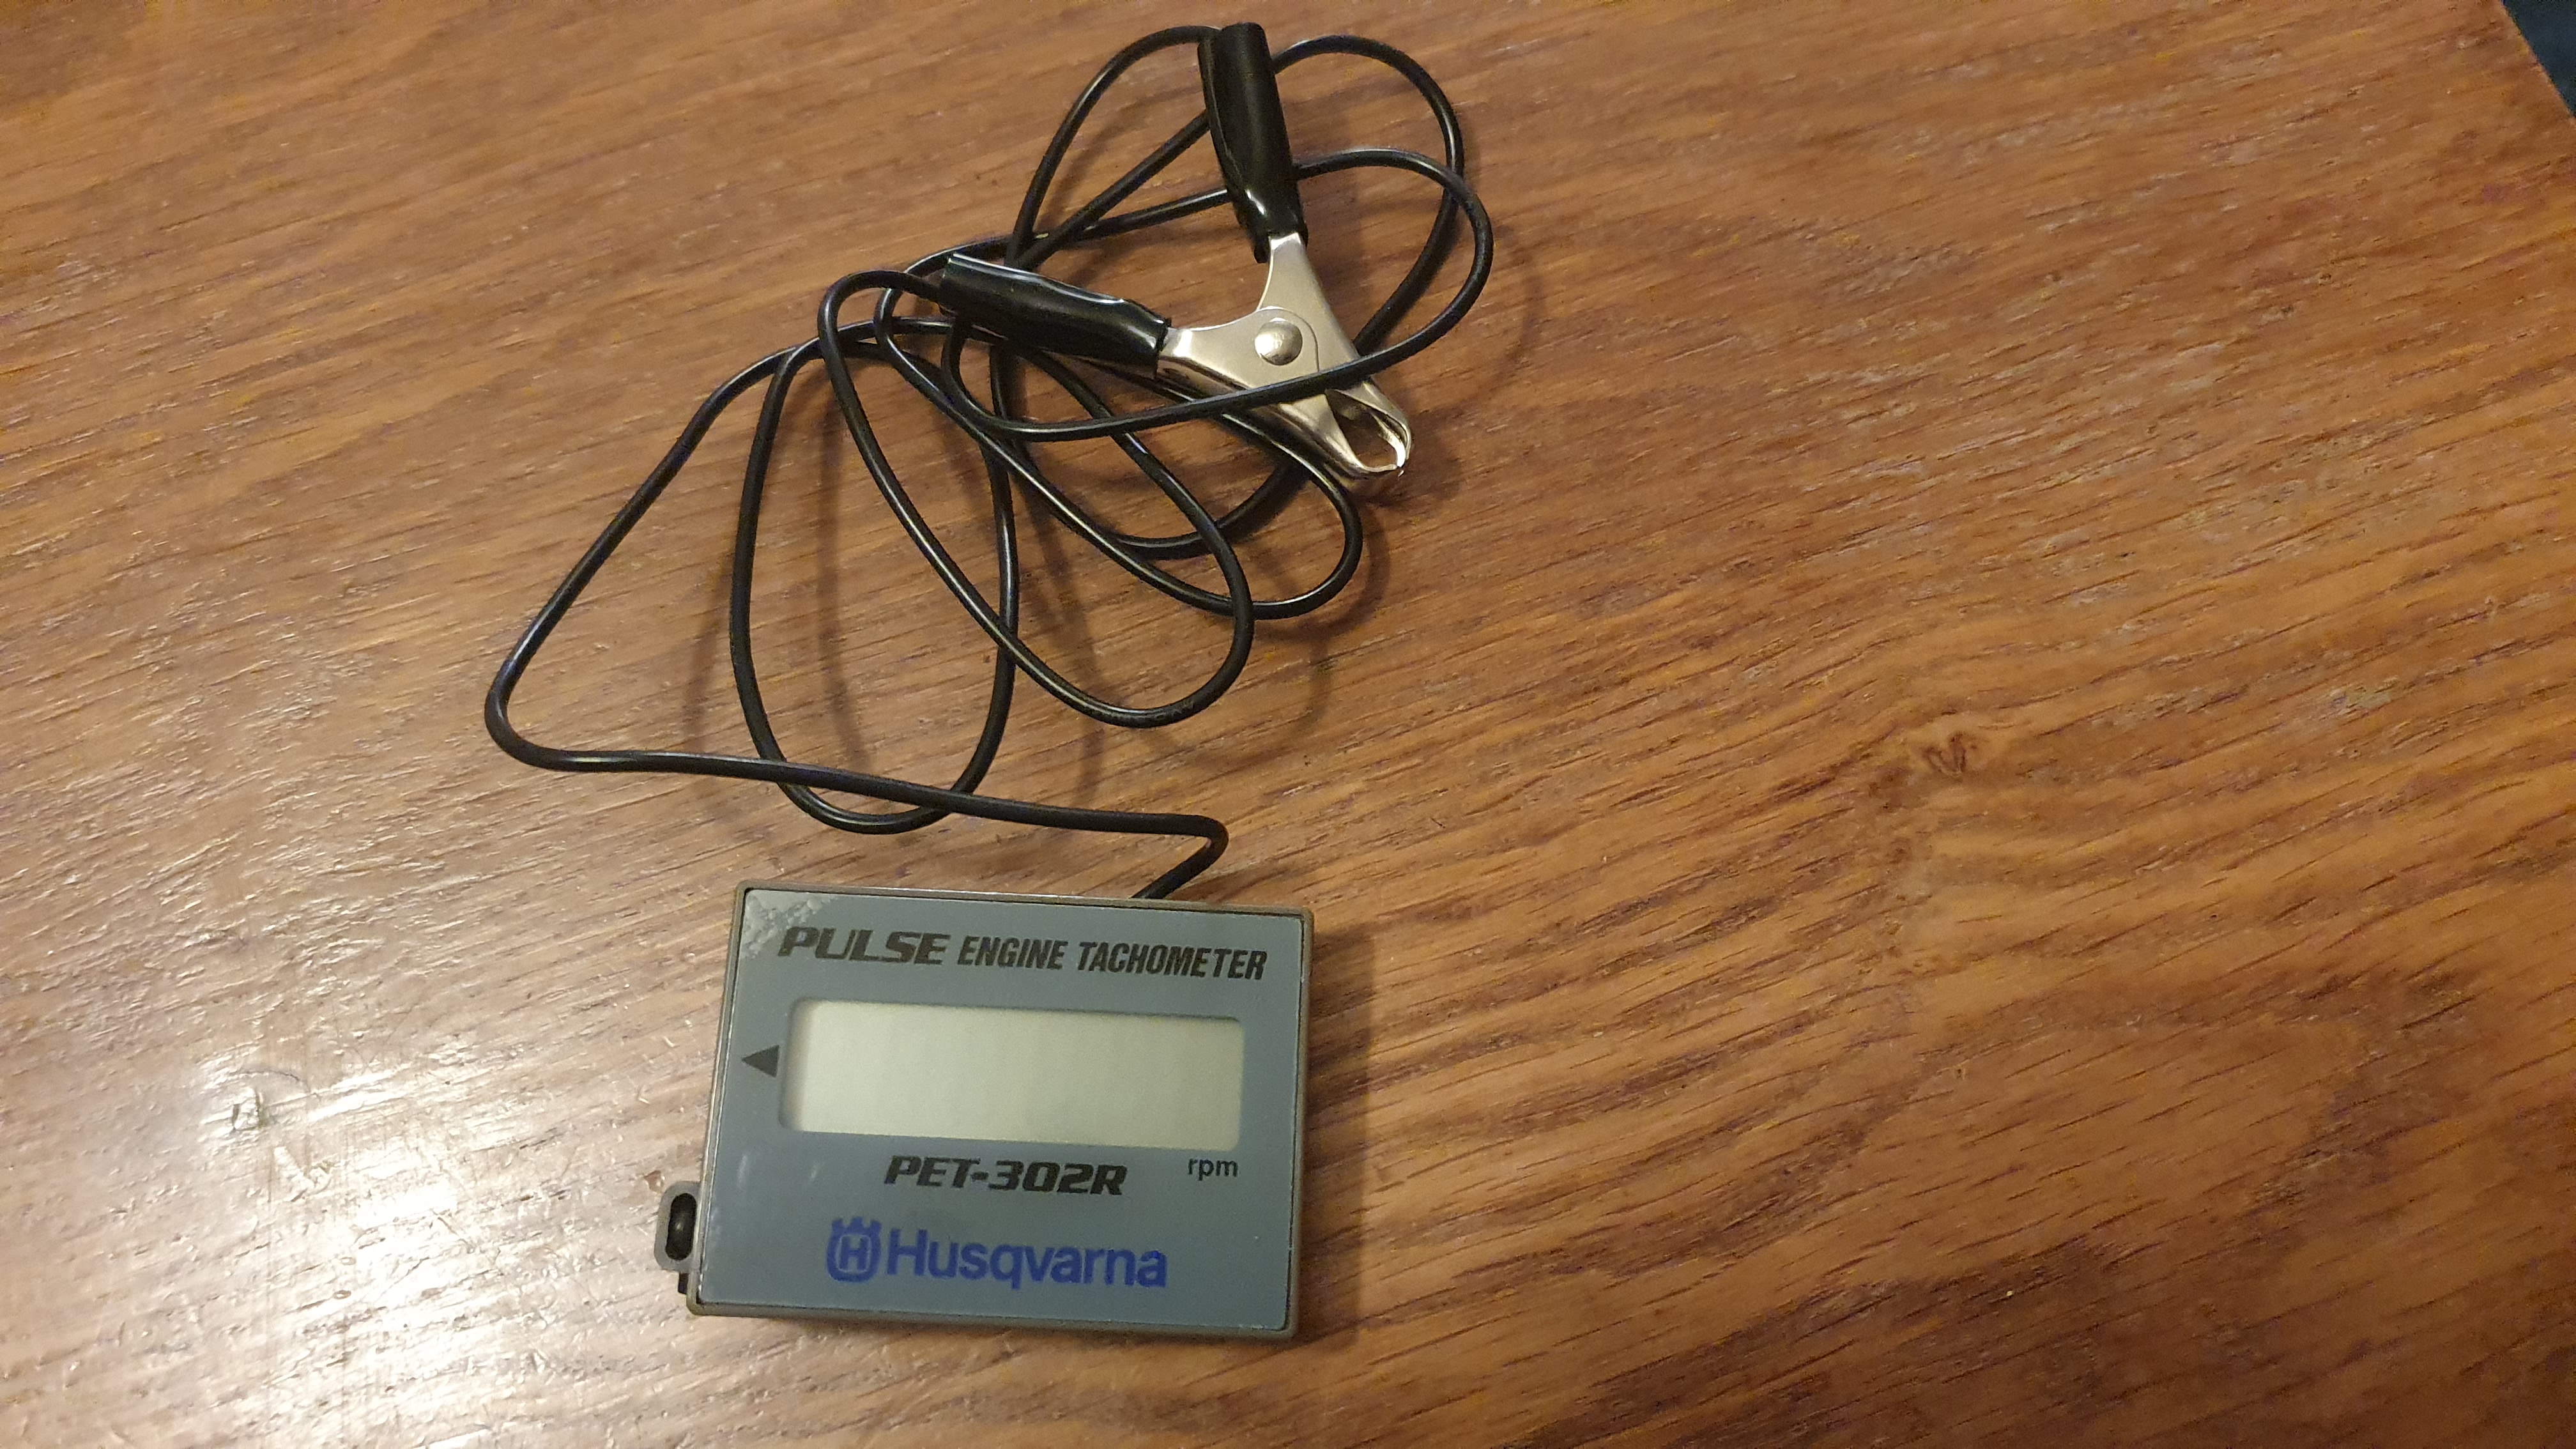 PULSE ENGINE TACHOMETER
PET-302R
rpm
H Husqvarna